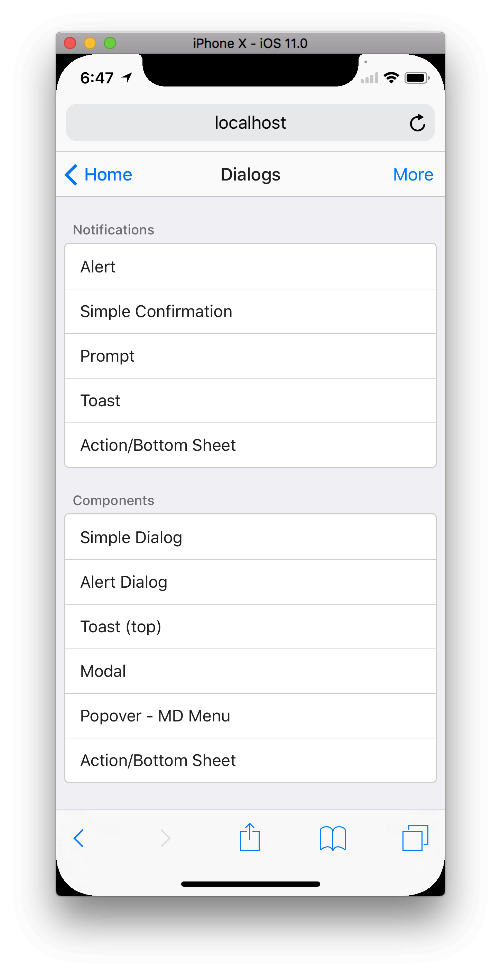 iPhone X - iOS 11.0
6:47
localhost
Home Dialogs More
Notifications
Alert
Simple Confirmation
Prompt
Toast
Action/Bottom Sheet
Components
Simple Dialog
Alert Dialog
Toast (top)
Modal
Popover - MD Menu
Action/Bottom Sheet